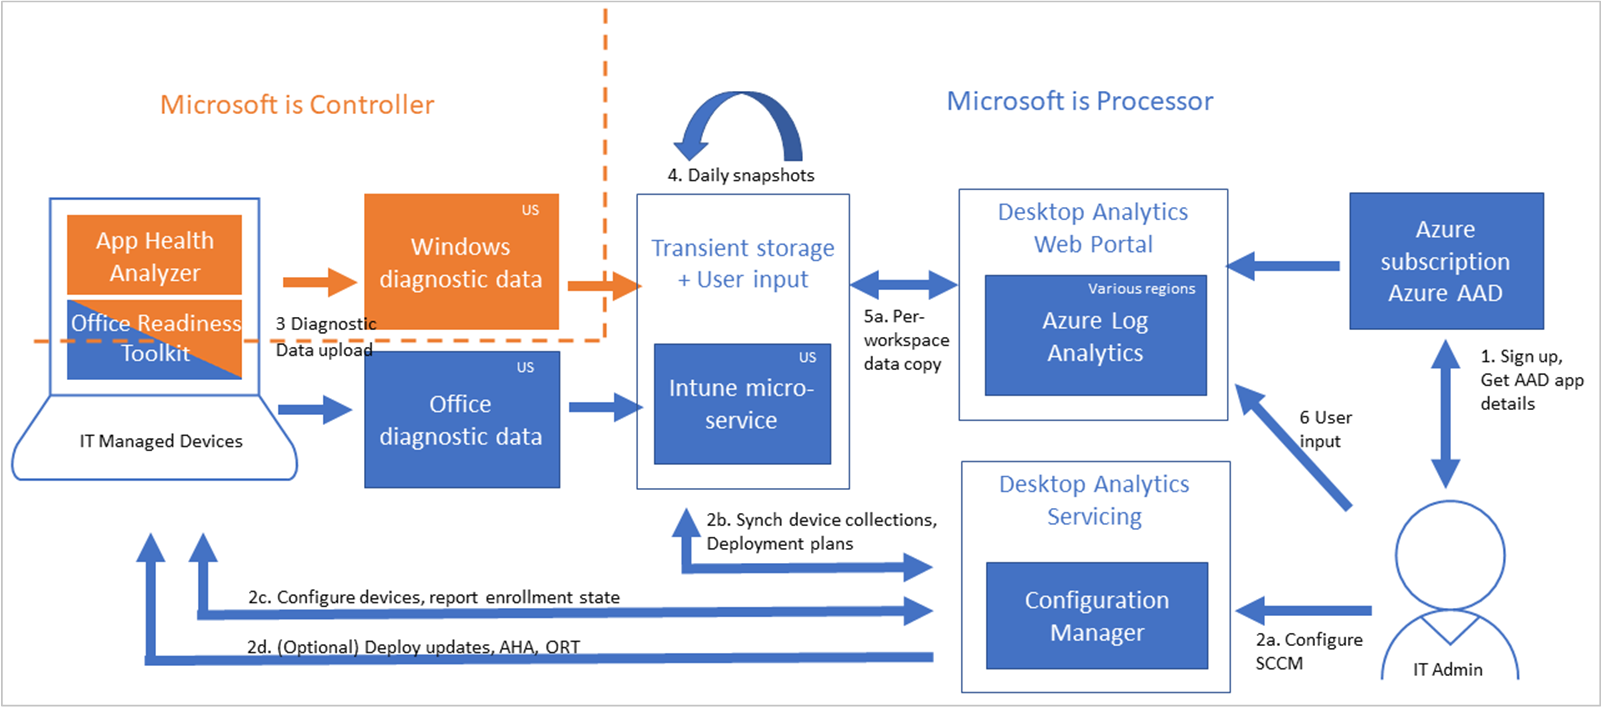 Microsoft is Controller
Microsoft is Processor
4. Daily snapshots
App Health
Analyzer
Office Readiness
Toolkit
IT Managed Devices
3 Diagnostic
Data upload
US
Windows
diagnostic data
US
Office
diagnostic data
Transient storage
+ User input
US
Intune micro-
service
5a. Per-
workspace
data copy
Desktop Analytics
Web Portal
Various regions
Azure Log
Analytics
Azure
subscription
Azure AAD
1. Sign up,
Get AAD app
details
6 User
input
2b. Synch device collections,
Deployment plans
Desktop Analytics
Servicing
Configuration
Manager
2c. Configure devices, report enrollment state
2d. (Optional) Deploy updates, AHA, ORT
2a. Configure
SCCM
IT Admin